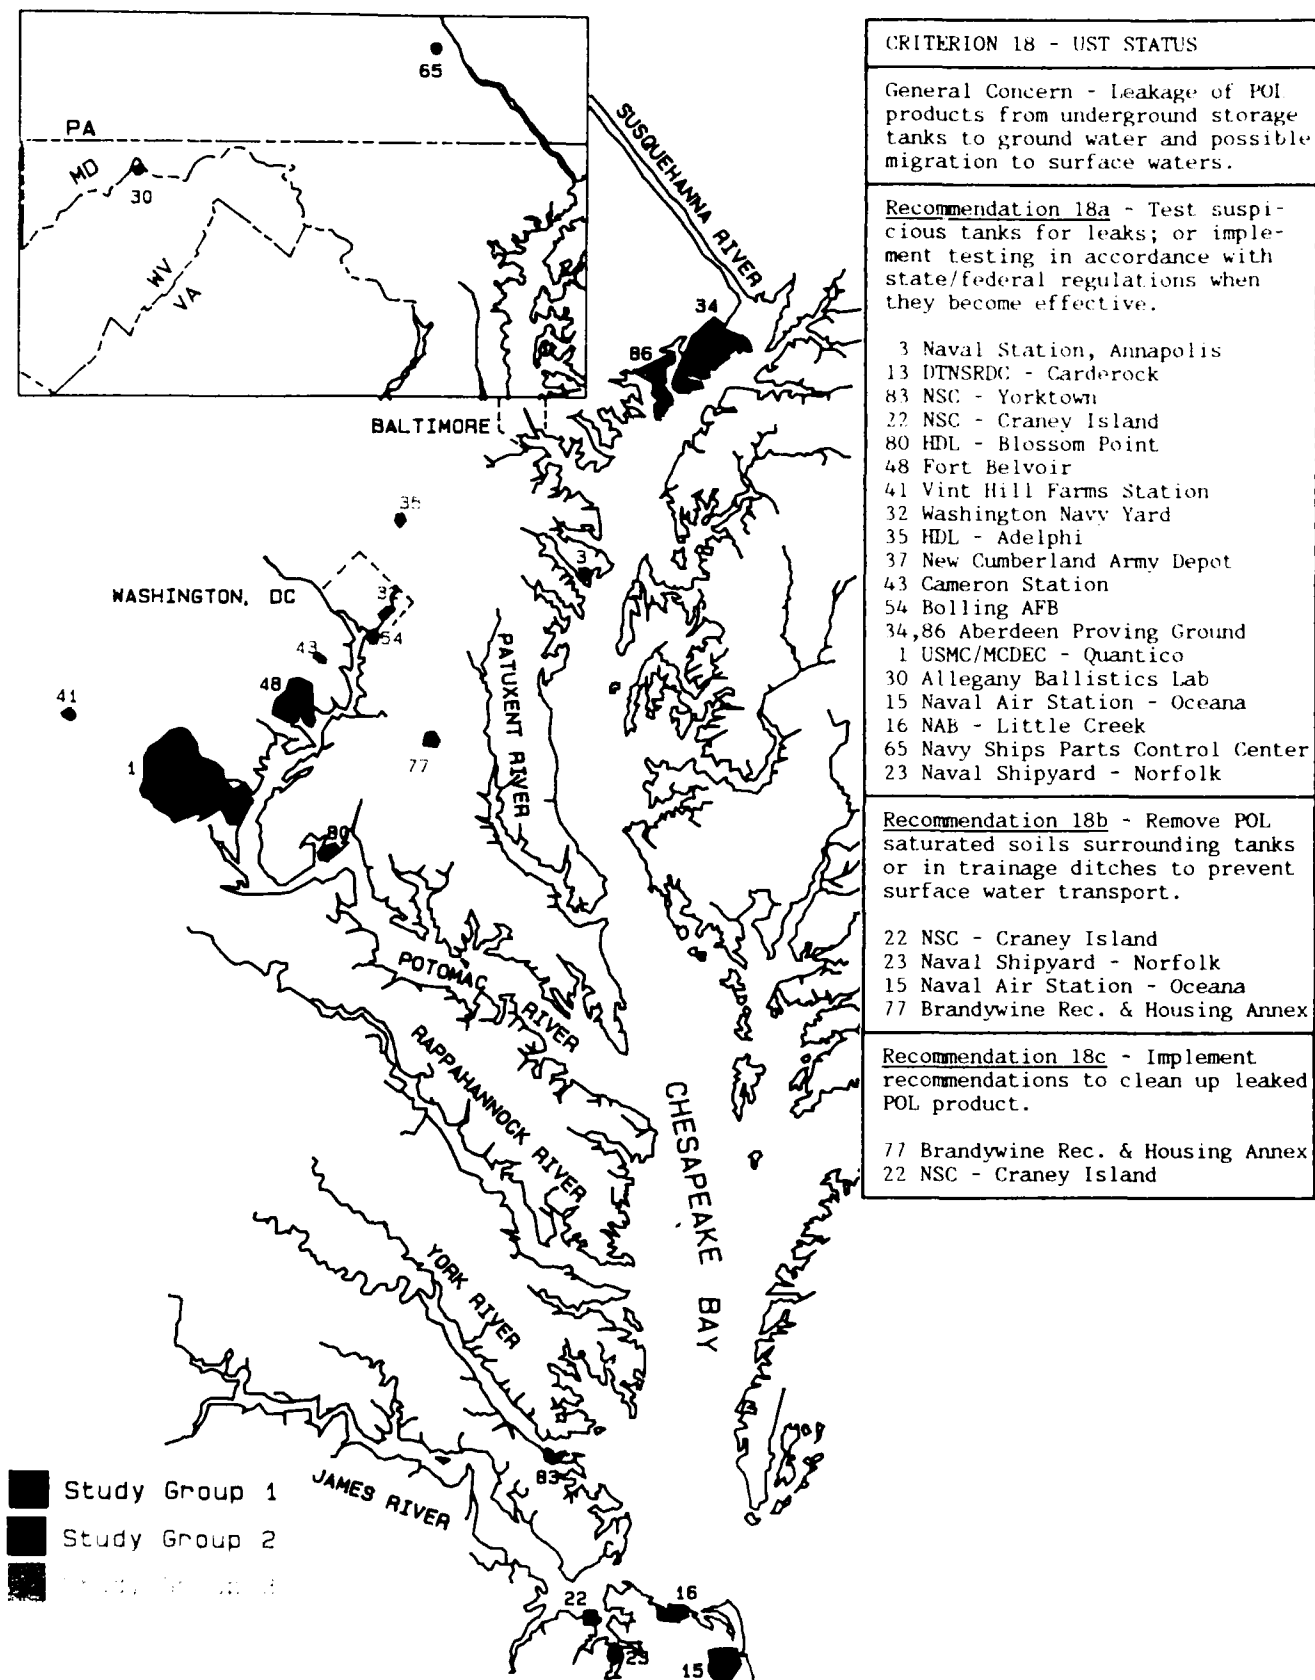 65
PA
MD
30
WV
VA
SUSQUEHANNA RIVER
34
86
BALTIMORE
35
3
WASHINGTON, DC
32
54
43
48
41
1
77
PATUXENT RIVER
80
POTOMAC RIVER
RAPPAHANNOCK RIVER
CHESAPEAKE BAY
YORK RIVER
83
JAMES RIVER
22
16
23
15
Study Group 1
Study Group 2
CRITERION 18 - UST STATUS
General Concern - Leakage of POL
products from underground storage
tanks to ground water and possible
migration to surface waters.
Recommendation 18a - Test suspi-
cious tanks for leaks; or imple-
ment testing in accordance with
state/federal regulations when
they become effective.
3 Naval Station, Annapolis
13 DTNSRDC - Carderock
83 NSC - Yorktown
22 NSC - Craney Island
80 HDL - Blossom Point
48 Fort Belvoir
41 Vint Hill Farms Station
32 Washington Navy Yard
35 HDL - Adelphi
37 New Cumberland Army Depot
43 Cameron Station
54 Bolling AFB
34,86 Aberdeen Proving Ground
1 USMC/MCDEC - Quantico
30 Allegany Ballistics Lab
15 Naval Air Station - Oceana
16 NAB - Little Creek
65 Navy Ships Parts Control Center
23 Naval Shipyard - Norfolk
Recommendation 18b - Remove POL
saturated soils surrounding tanks
or in trainage ditches to prevent
surface water transport.
22 NSC - Craney Island
23 Naval Shipyard - Norfolk
15 Naval Air Station - Oceana
77 Brandywine Rec. & Housing Annex
Recommendation 18c - Implement
recommendations to clean up leaked
POL product.
77 Brandywine Rec. & Housing Annex
22 NSC - Craney Island